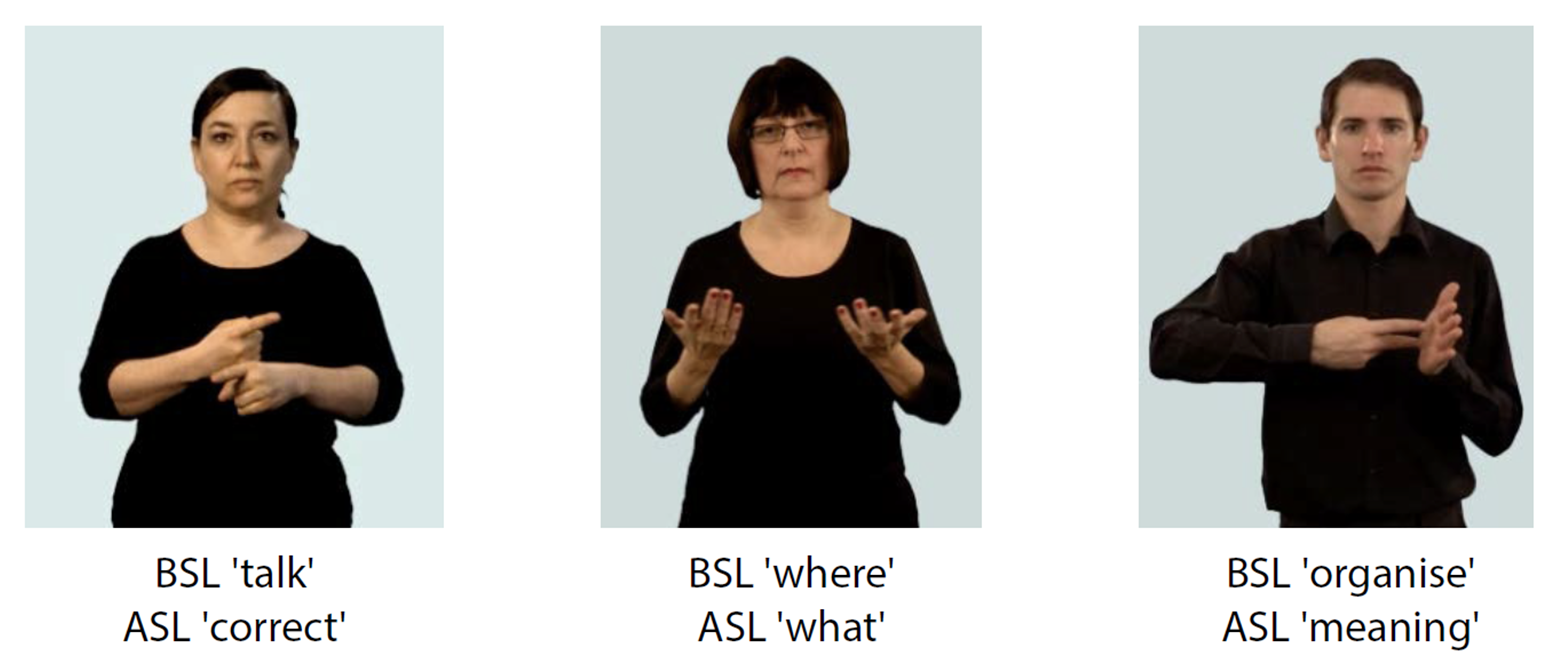 BSL 'talk'
ASL 'correct'
BSL 'where'
ASL 'what'
BSL 'organise'
ASL 'meaning'